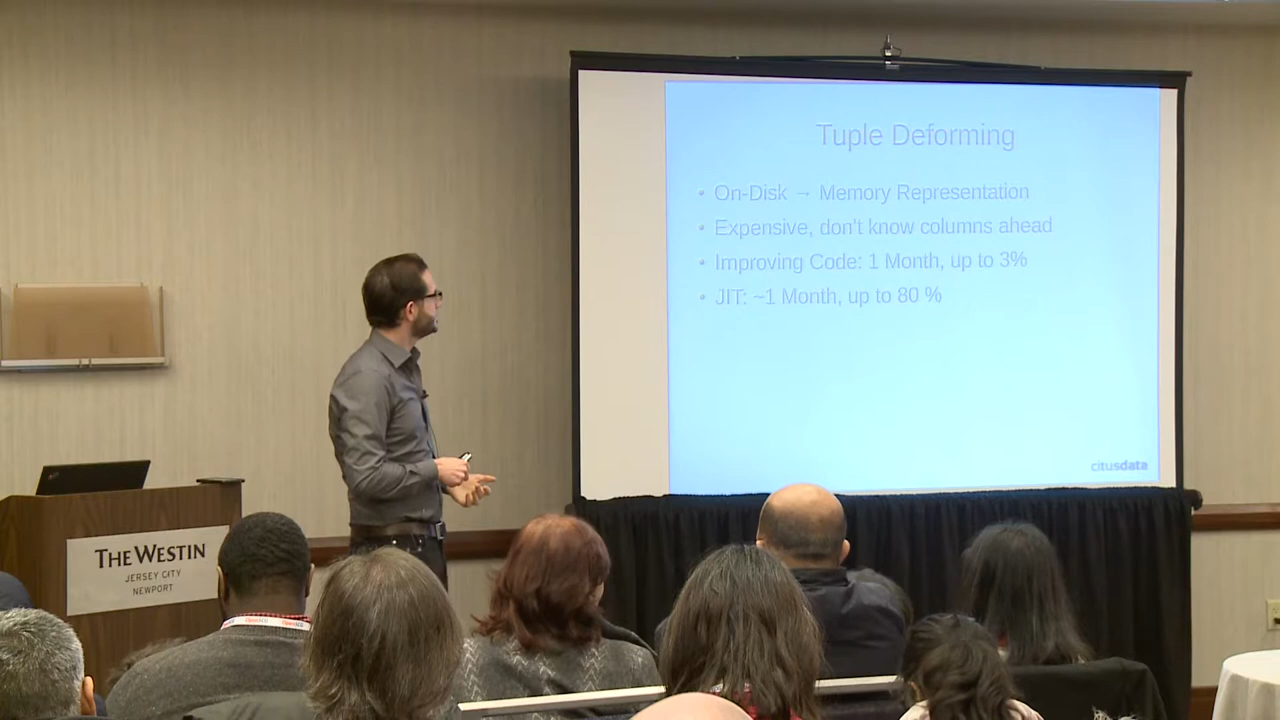 Tuple Deforming
• On-Disk → Memory Representation
• Expensive, don't know columns ahead
• Improving Code: 1 Month, up to 3%
• JIT: ~1 Month, up to 80 %
citusdata
THE WESTIN
JERSEY CITY
NEWPORT